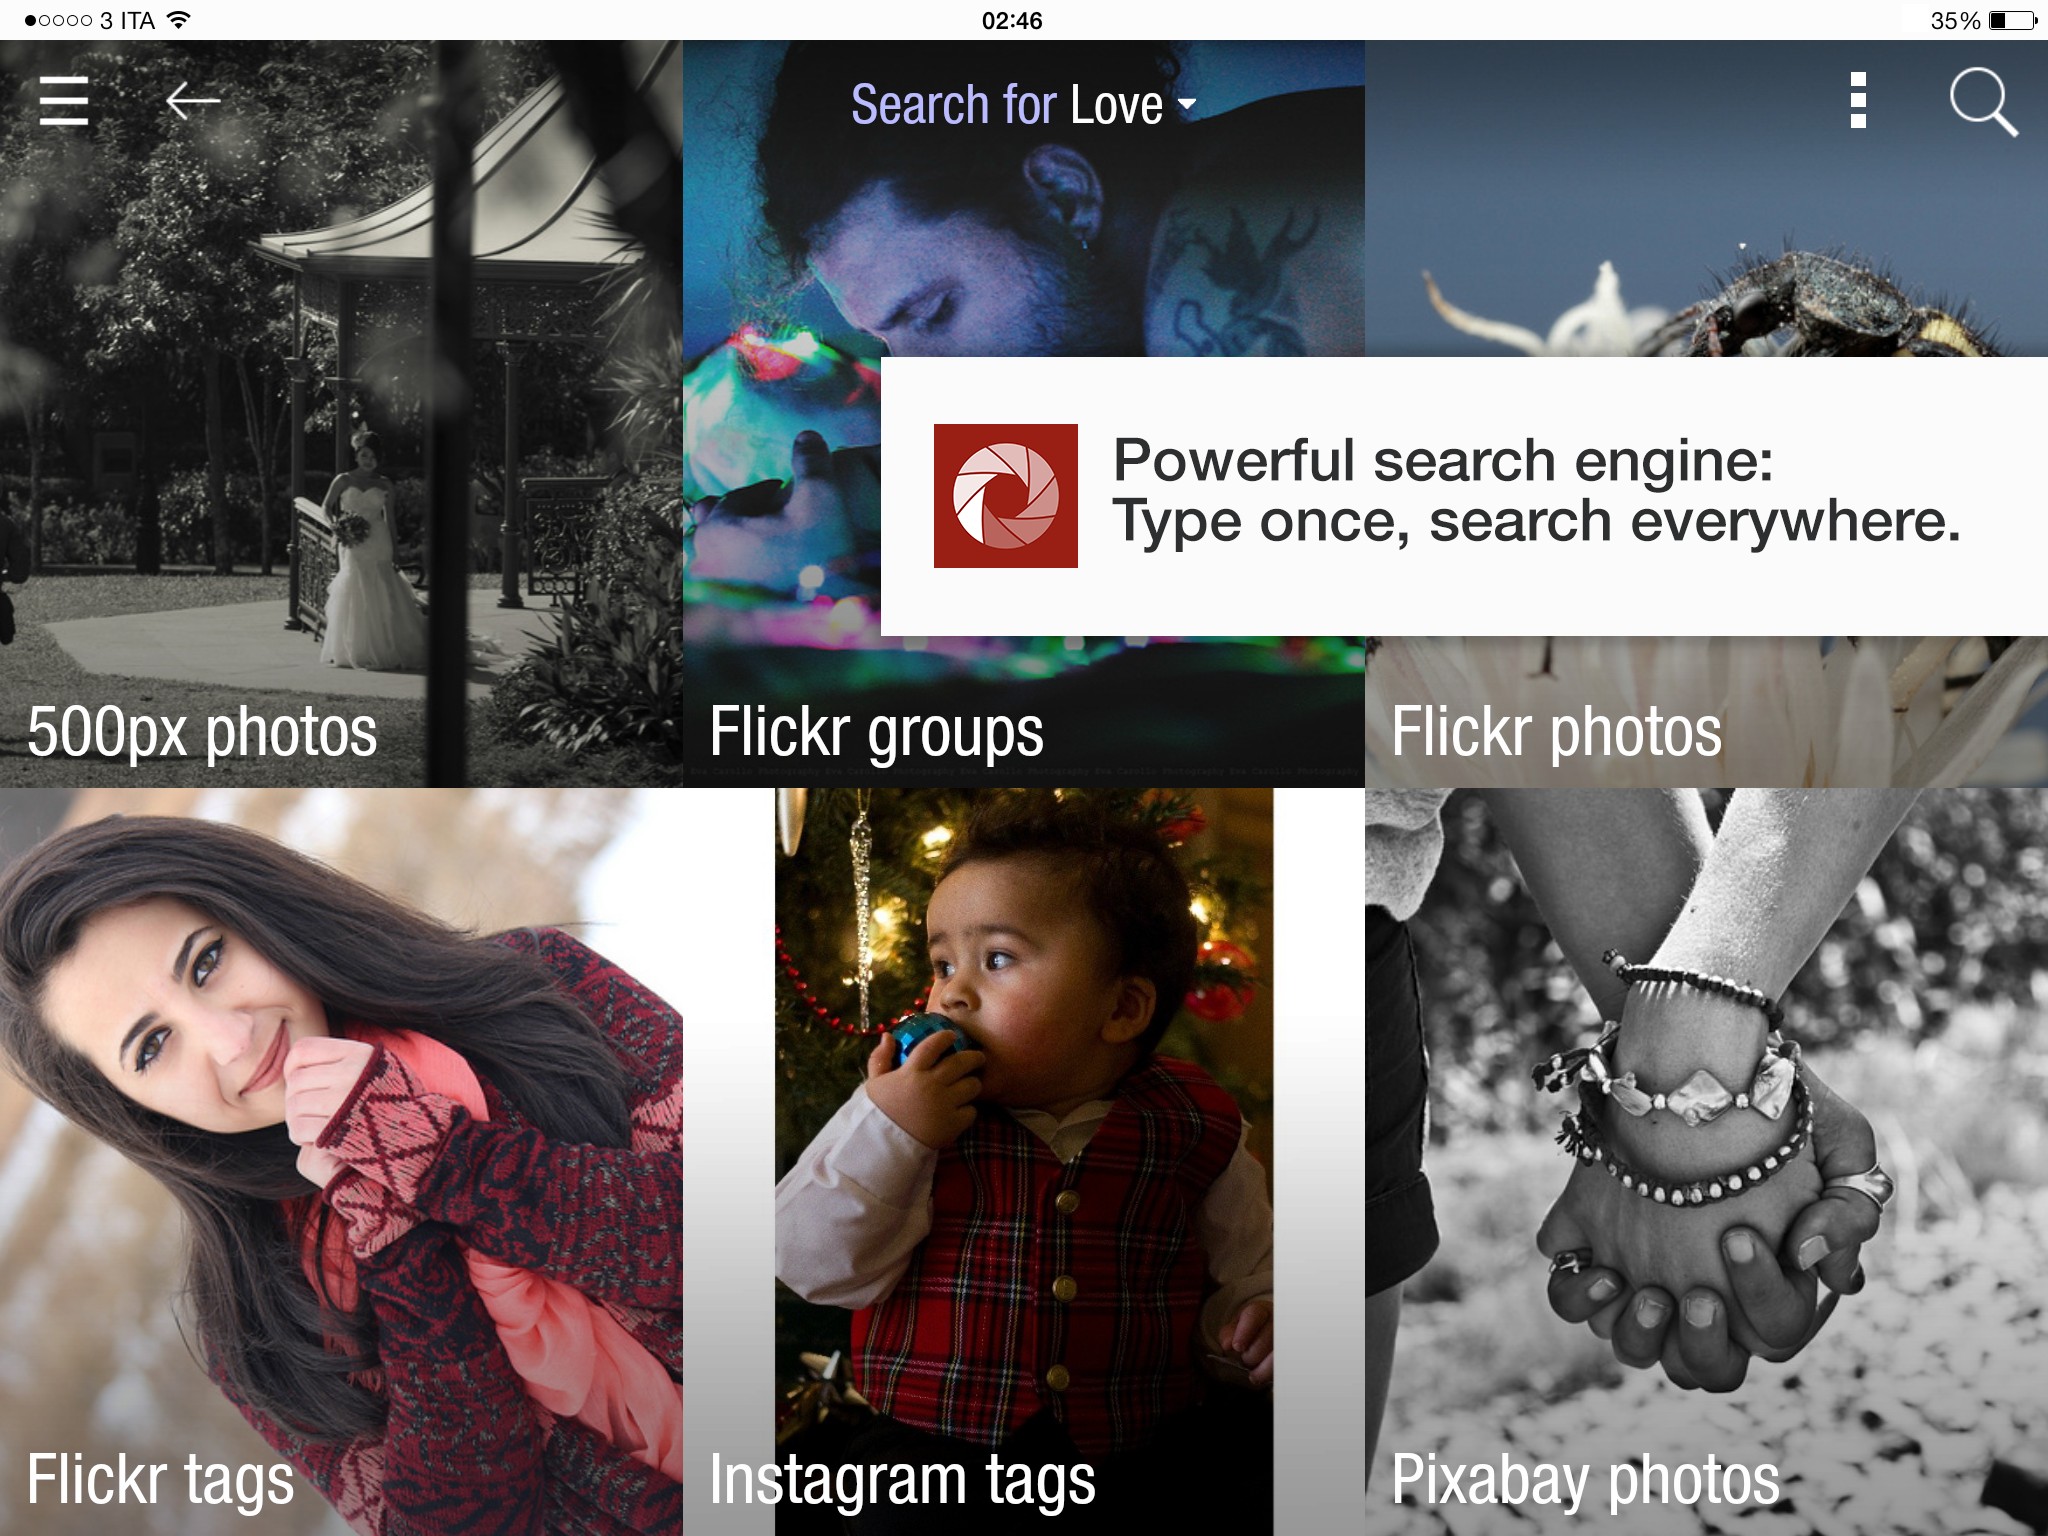 3 ITA
02:46
35%
Search for Love
Powerful search engine:
Type once, search everywhere.
500px photos
Flickr groups
Flickr photos
Flickr tags
Instagram tags
Pixabay photos